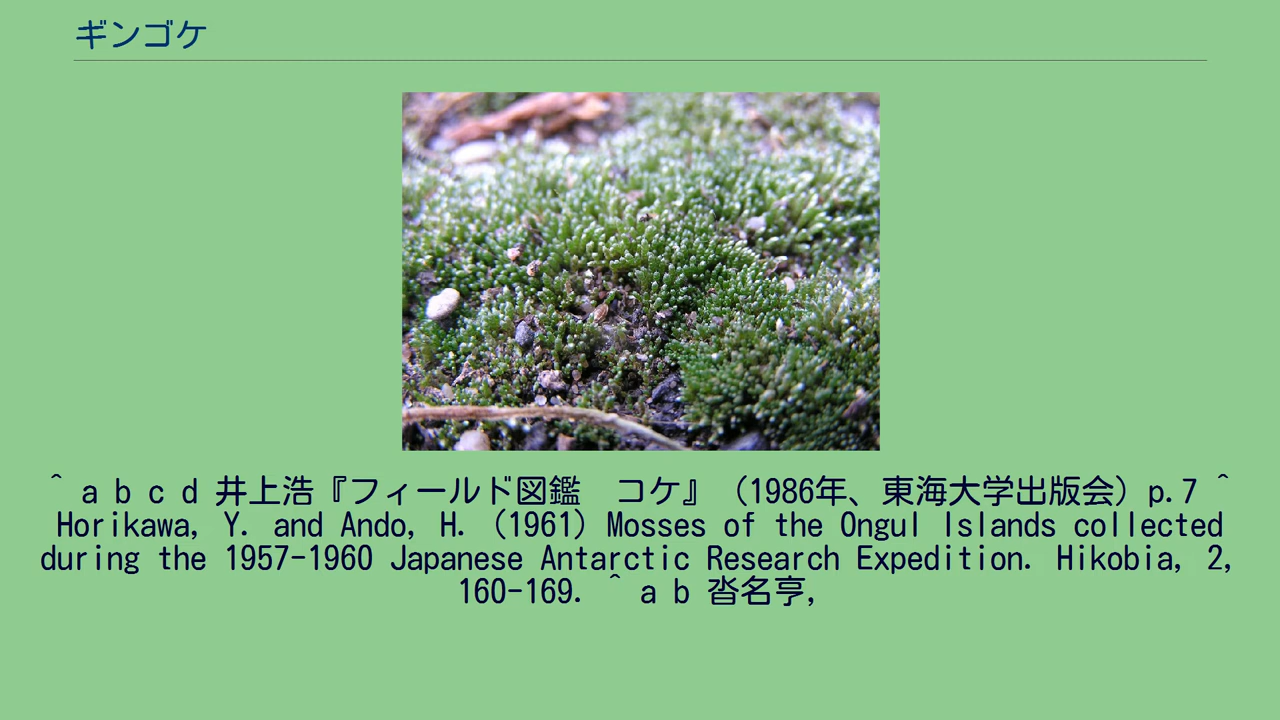 ギンゴケ
^ a b c d 井上浩『フィールド図鑑　コケ』（1986年、東海大学出版会）p.7 ^
Horikawa, Y. and Ando, H. (1961) Mosses of the Ongul Islands collected
during the 1957-1960 Japanese Antarctic Research Expedition. Hikobia, 2,
160-169. ^ a b 沓名亨,